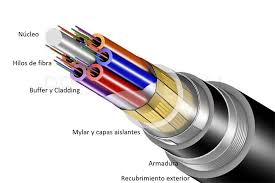 Núcleo
Hilos de fibra
Buffer y Cladding
Mylar y capas aislantes
Armadura
Recubrimiento exterior